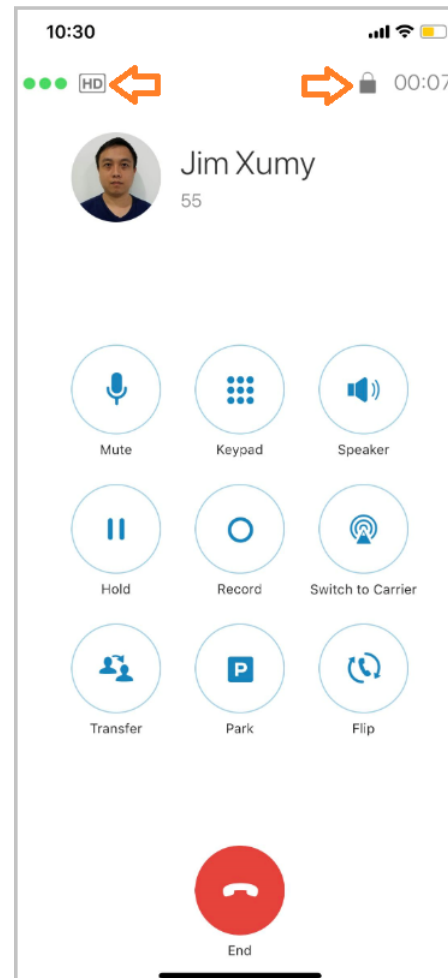 10:30
HD 00:07
Jim Xumy
55
Mute Keypad Speaker
Hold Record Switch to Carrier
P
Transfer Park Flip
End